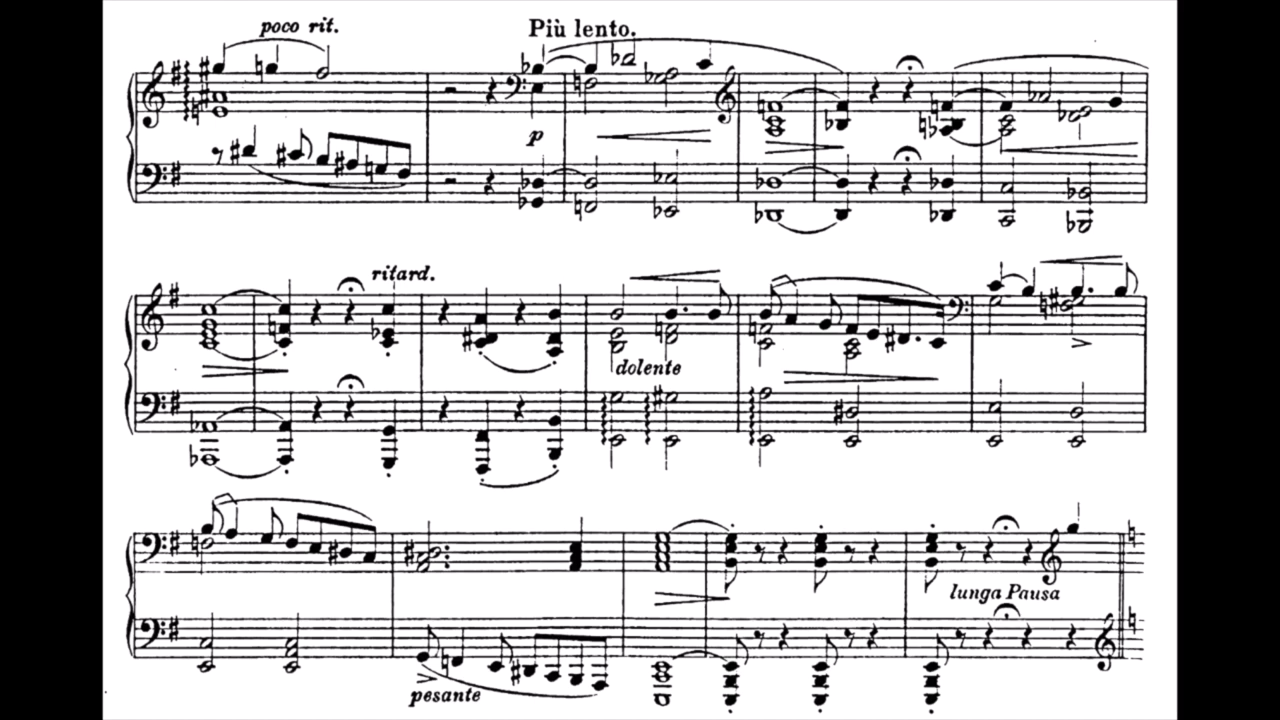 poco rit.
Più lento.
p
ritard.
dolente
lunga Pausa
pesante